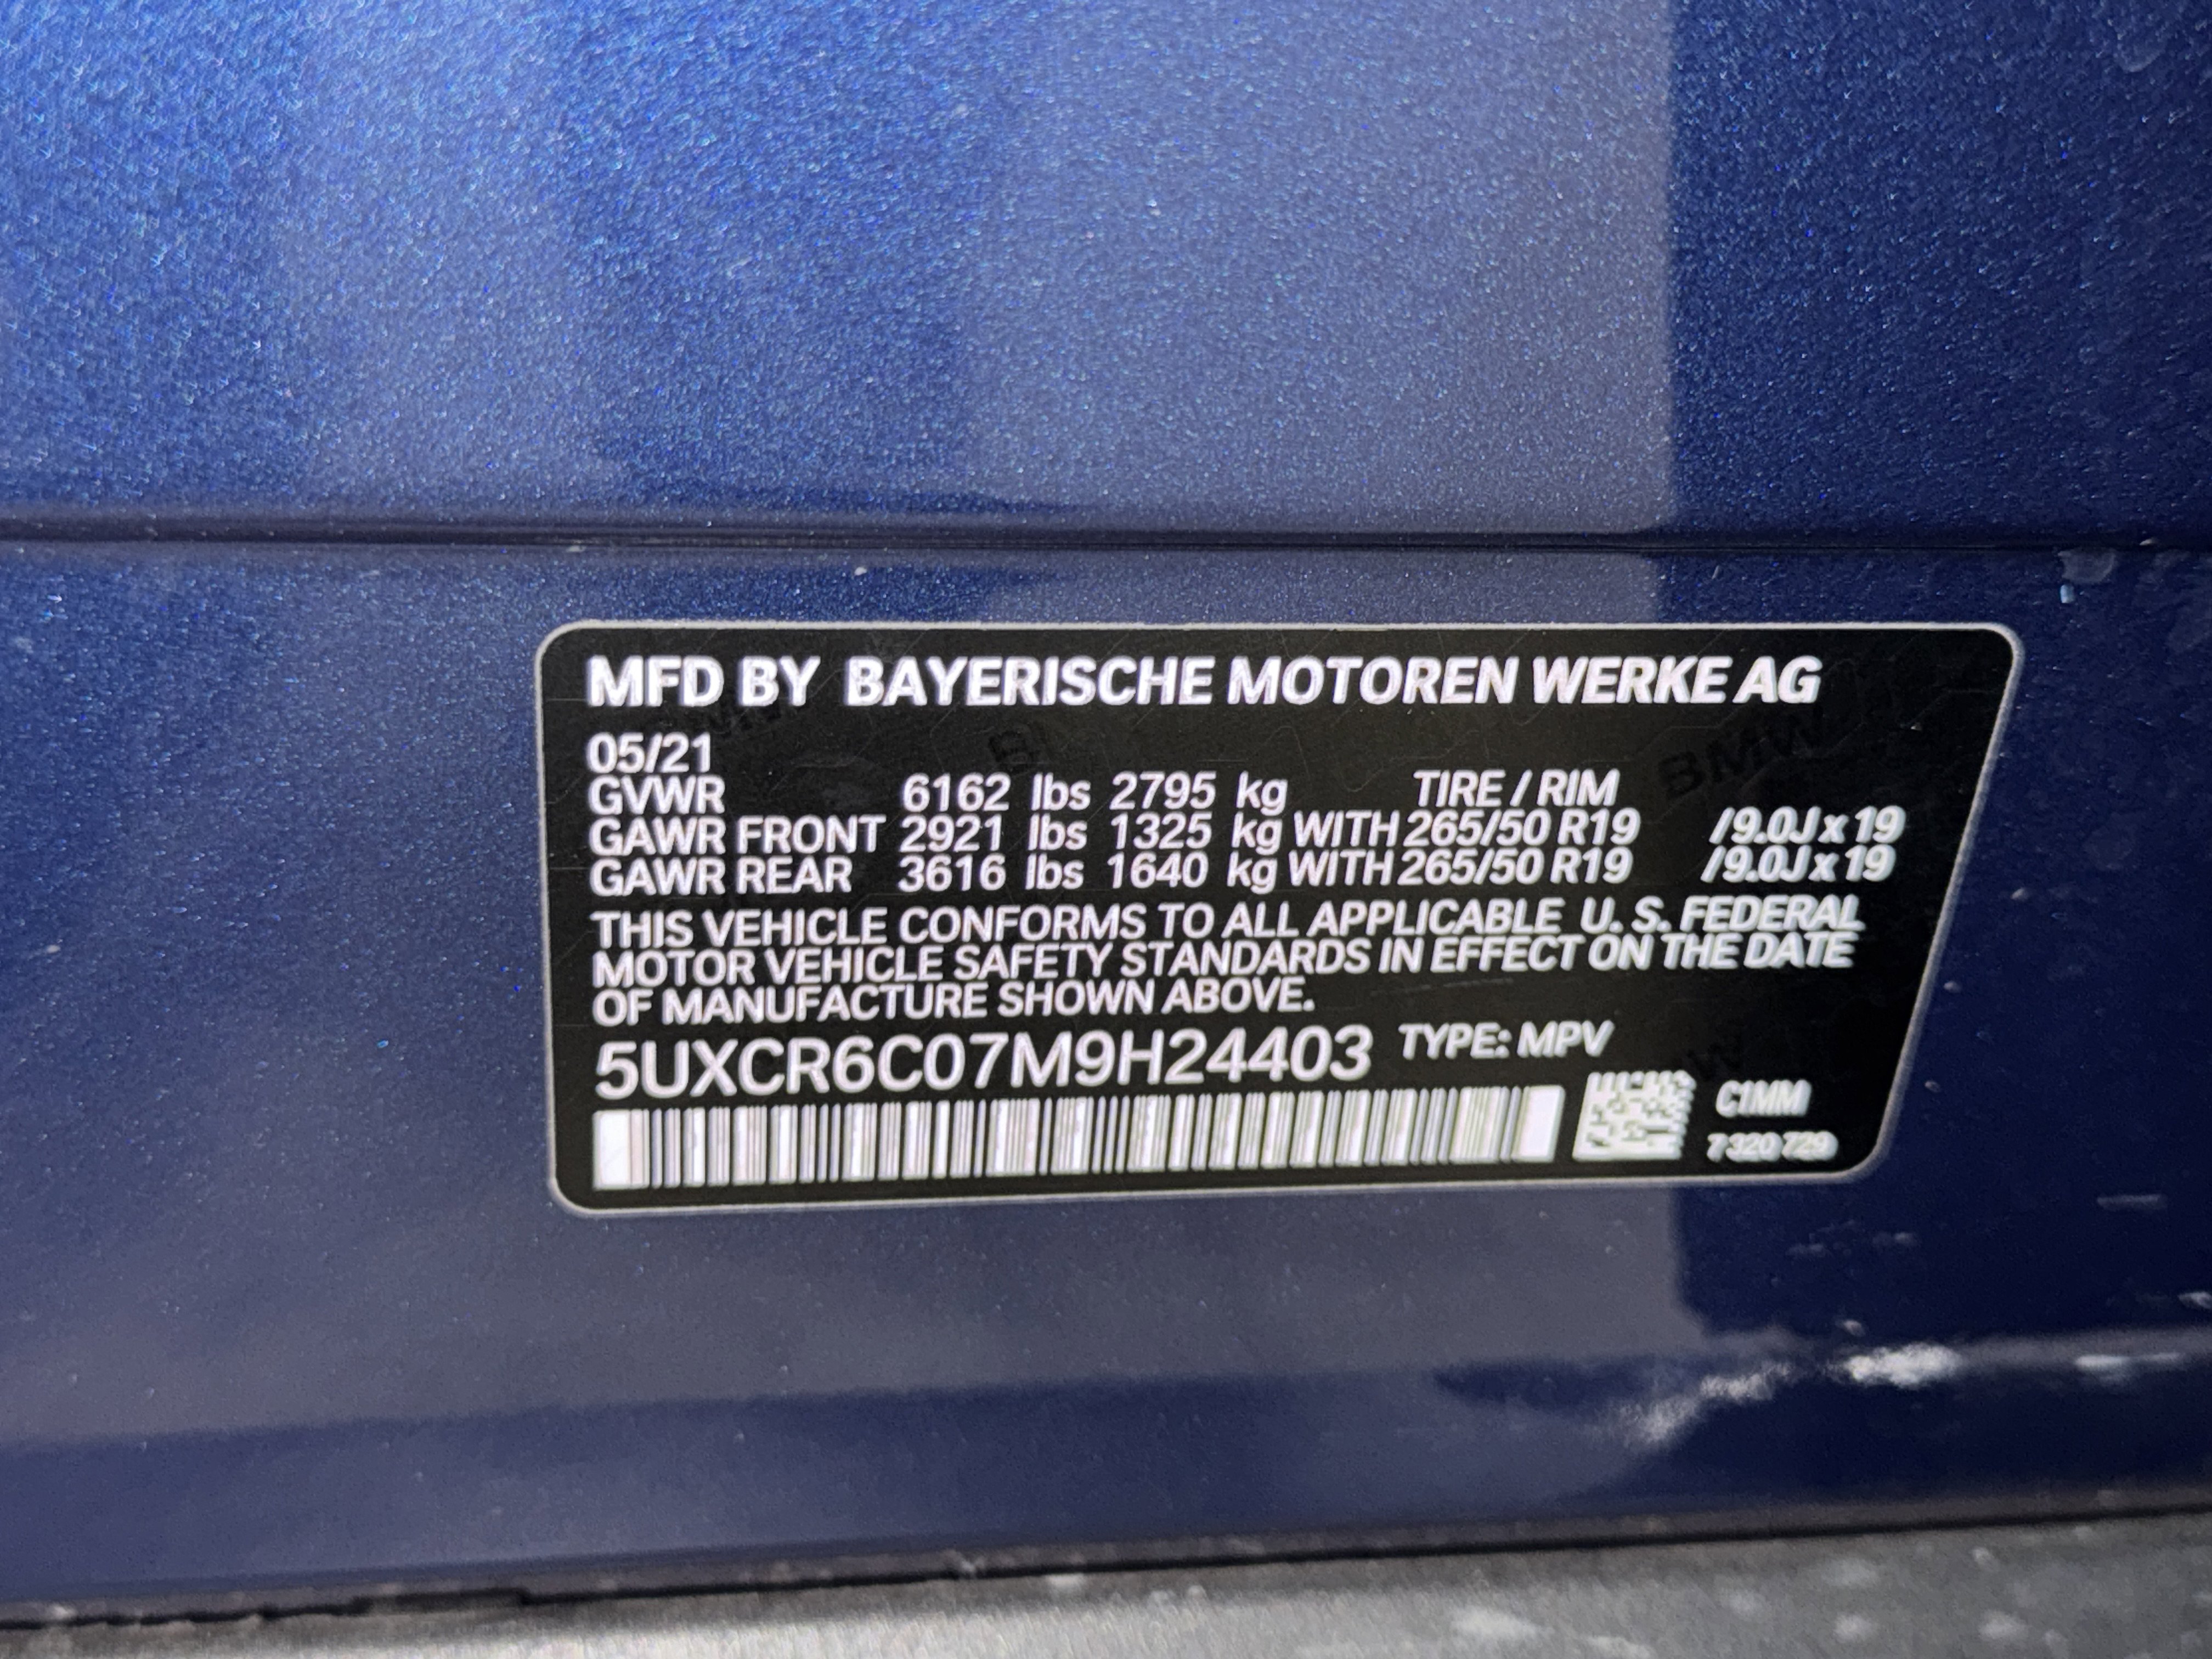 MFD BY BAYERISCHE MOTOREN WERKE AG
05/21
GVWR 6162 lbs 2795 kg TIRE / RIM
GAWR FRONT 2921 lbs 1325 kg WITH 265/50 R19 /9.0J x 19
GAWR REAR 3616 lbs 1640 kg WITH 265/50 R19 /9.0J x 19
THIS VEHICLE CONFORMS TO ALL APPLICABLE U. S. FEDERAL
MOTOR VEHICLE SAFETY STANDARDS IN EFFECT ON THE DATE
OF MANUFACTURE SHOWN ABOVE.
5UXCR6C07M9H24403 TYPE: MPV
C1MM
7320729
BMW